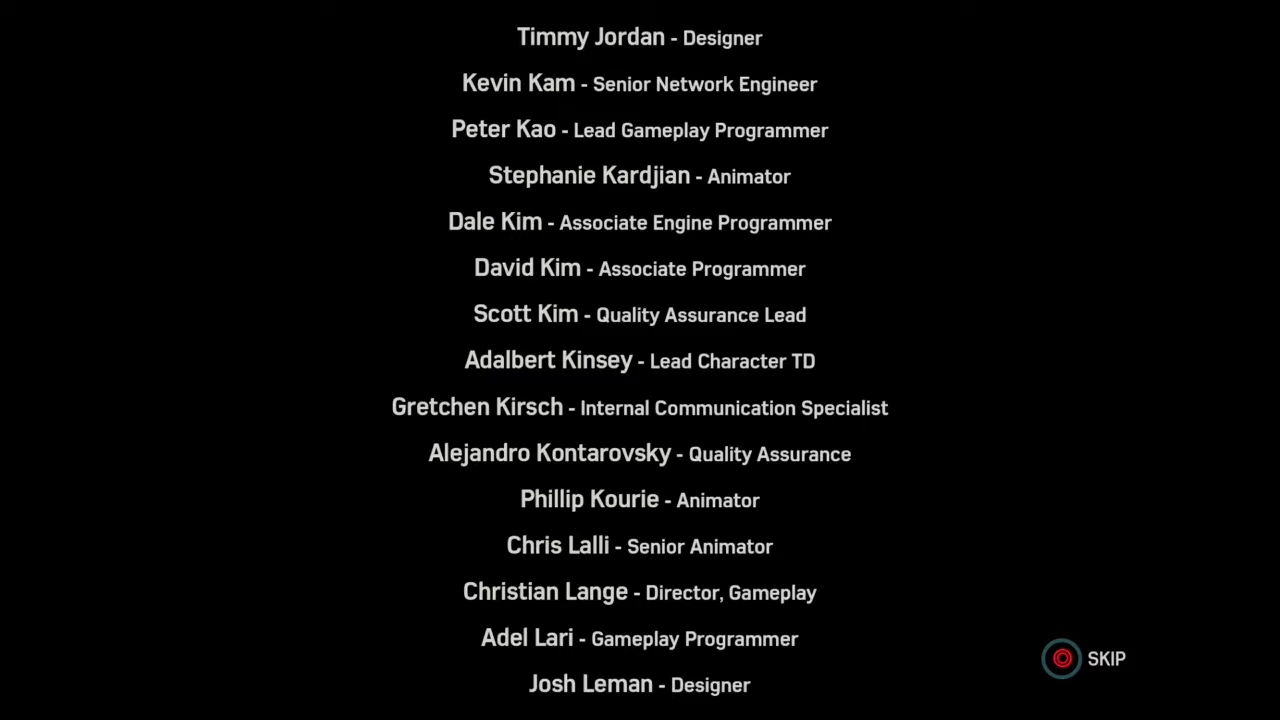 Timmy Jordan - Designer
Kevin Kam - Senior Network Engineer
Peter Kao - Lead Gameplay Programmer
Stephanie Kardjian - Animator
Dale Kim - Associate Engine Programmer
David Kim - Associate Programmer
Scott Kim - Quality Assurance Lead
Adalbert Kinsey - Lead Character TD
Gretchen Kirsch - Internal Communication Specialist
Alejandro Kontarovsky - Quality Assurance
Phillip Kourie - Animator
Chris Lalli - Senior Animator
Christian Lange - Director, Gameplay
Adel Lari - Gameplay Programmer
SKIP
Josh Leman - Designer